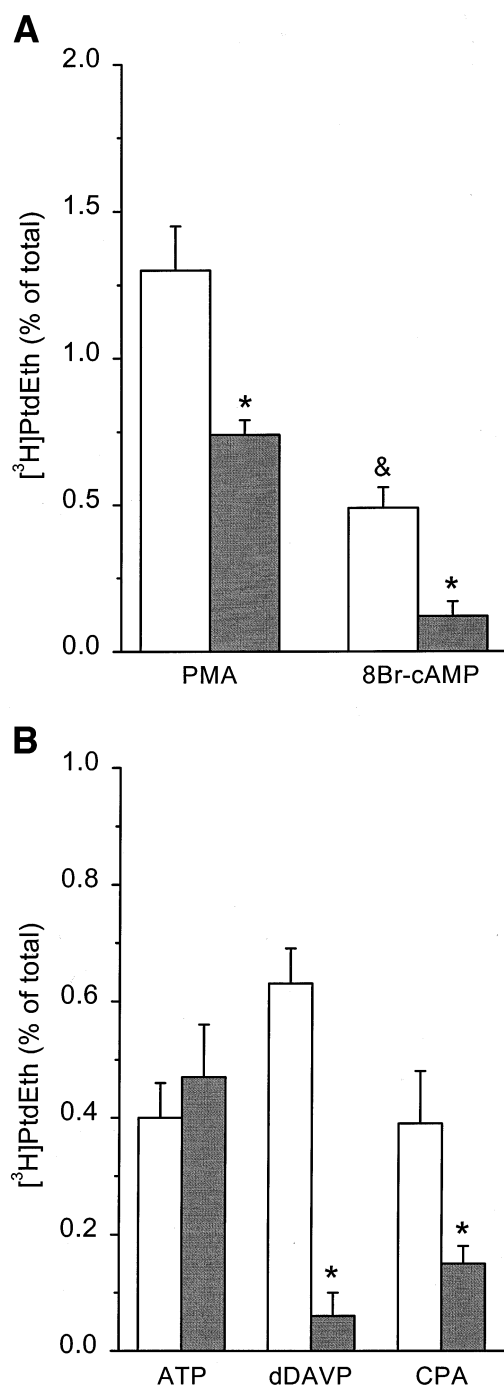 A
[³H]PtdEth (% of total)
2.0
1.5
1.0
0.5
0.0
*
&
*
PMA 8Br-cAMP
B
[³H]PtdEth (% of total)
1.0
0.8
0.6
0.4
0.2
0.0
*
*
ATP dDAVP CPA